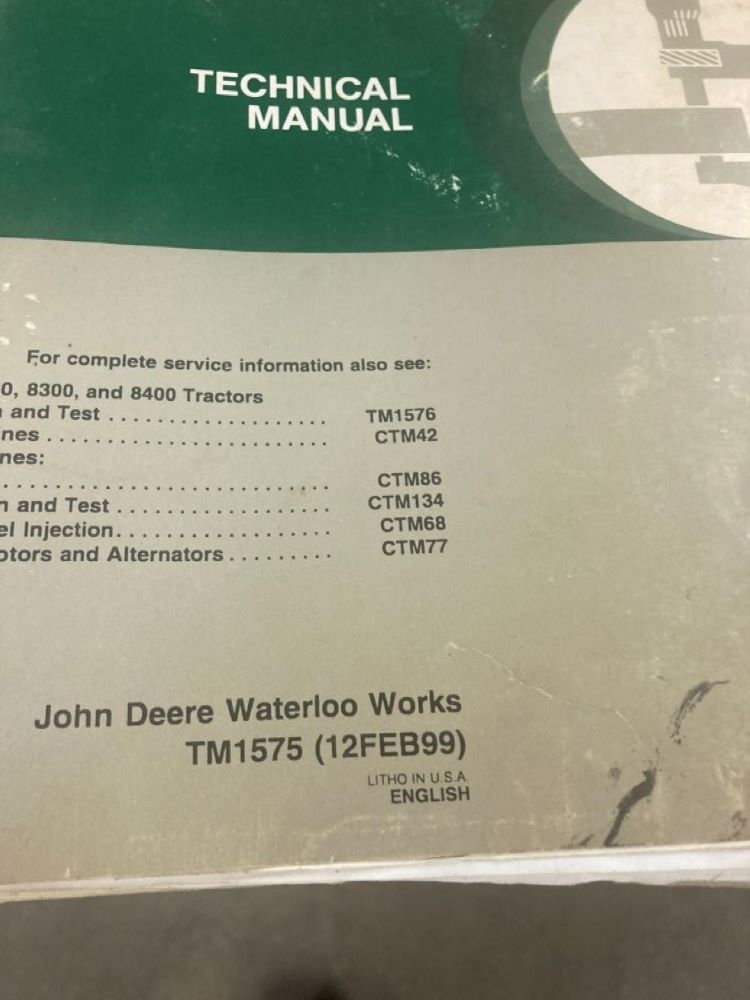 TECHNICAL
MANUAL
For complete service information also see:
0, 8300, and 8400 Tractors
n and Test . . . . . . . . . . . . . . . . . . . TM1576
nes . . . . . . . . . . . . . . . . . . . . . . . . CTM42
nes:
. . . . . . . . . . . . . . . . . . . . . . . . . . . . CTM86
n and Test . . . . . . . . . . . . . . . . . . CTM134
el Injection. . . . . . . . . . . . . . . . . . CTM68
otors and Alternators . . . . . . . . . CTM77
John Deere Waterloo Works
TM1575 (12FEB99)
LITHO IN U.S.A.
ENGLISH